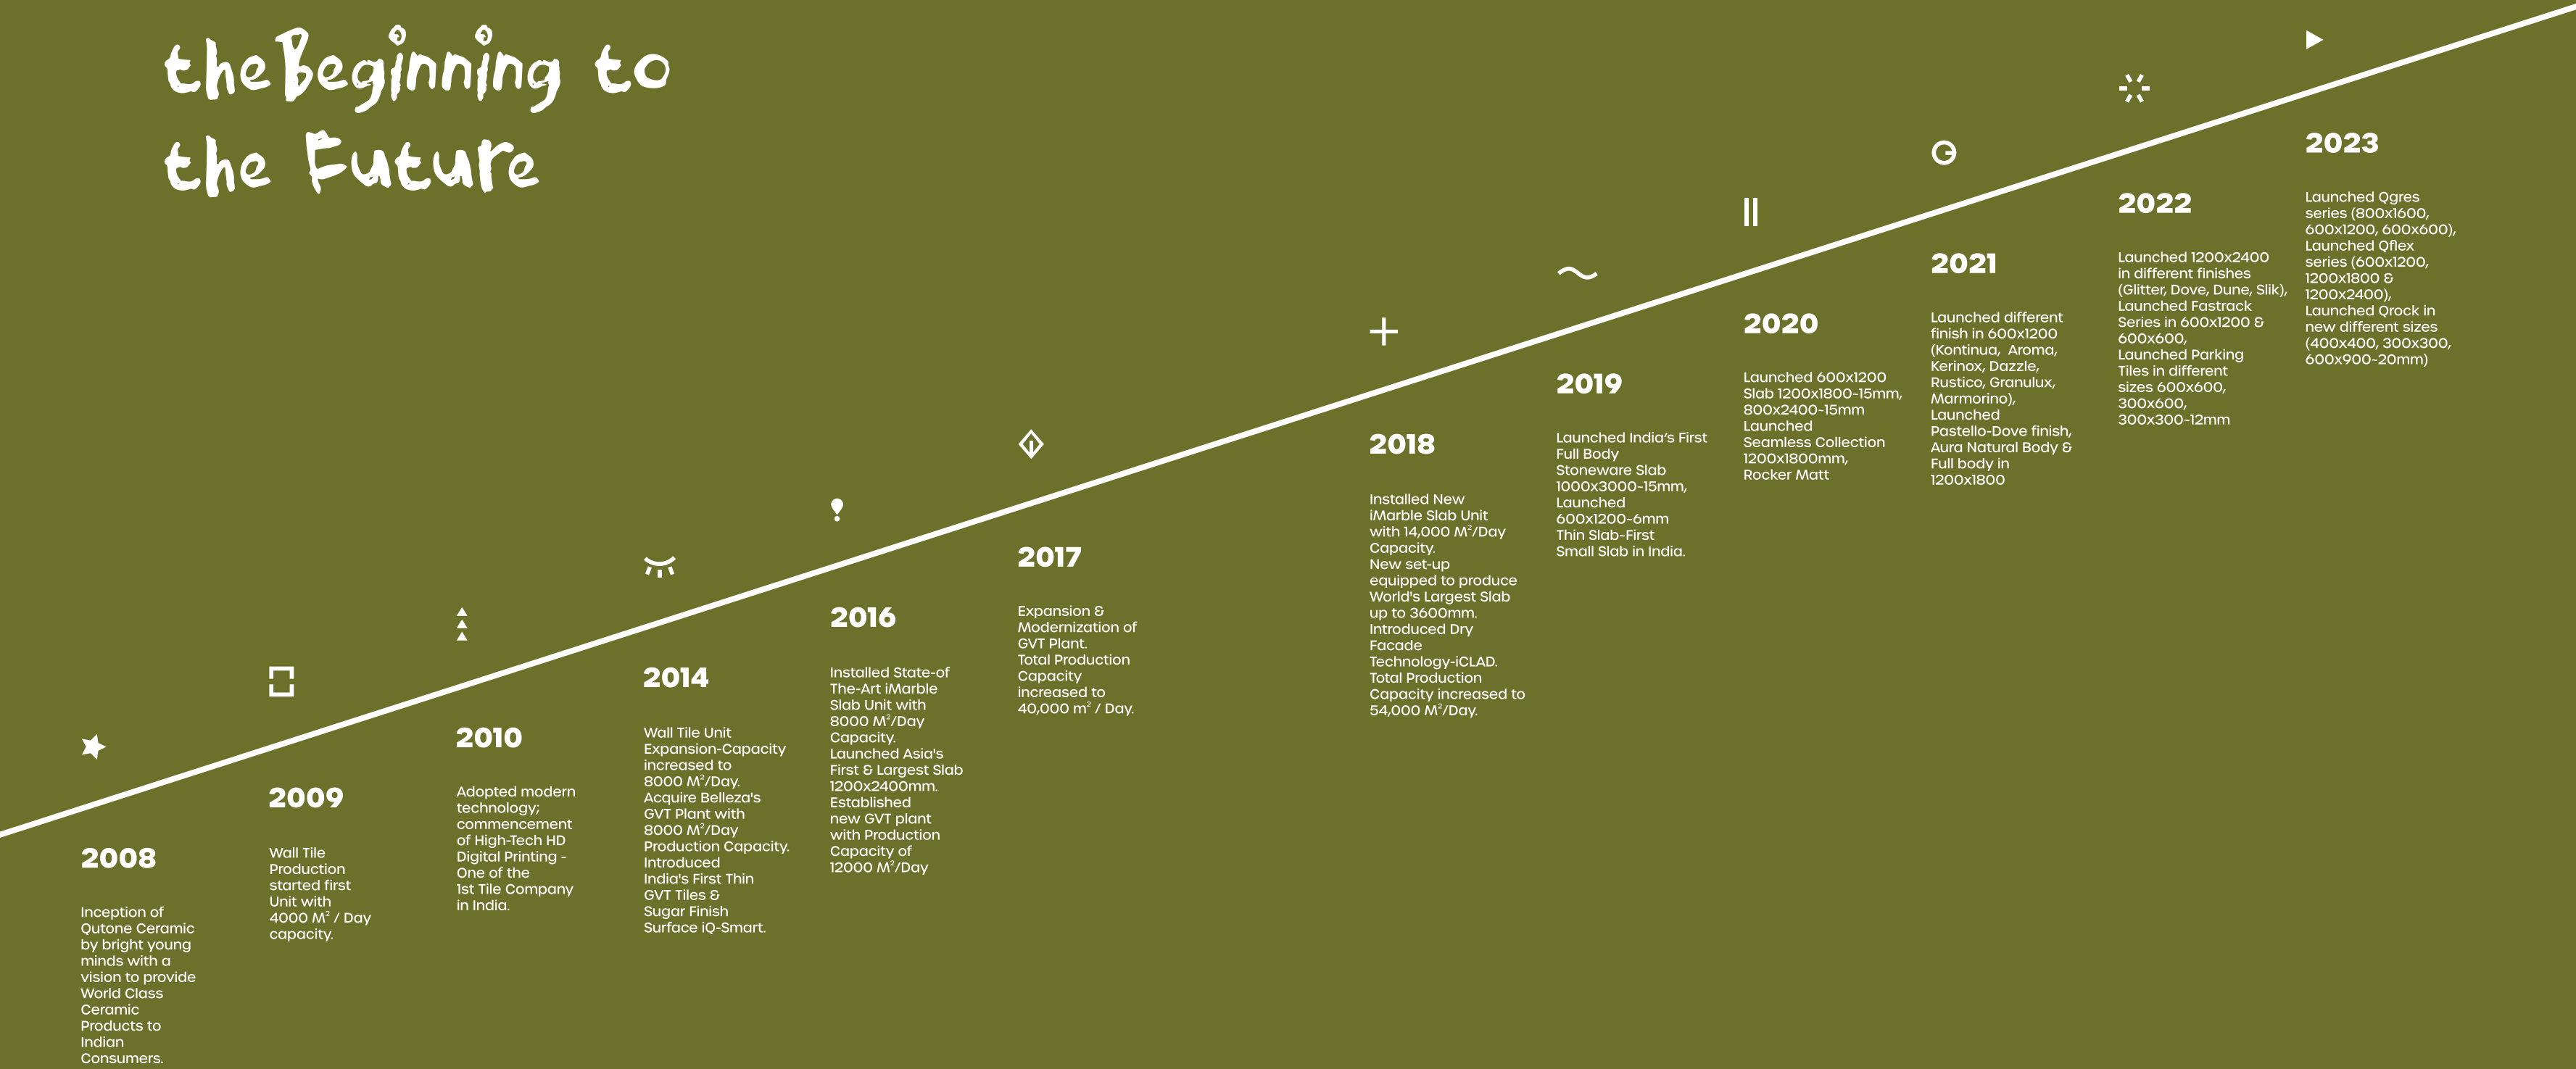 theBeginning to
the Future
2008
Inception of
Qutone Ceramic
by bright young
minds with a
vision to provide
World Class
Ceramic
Products to
Indian
Consumers.
2009
Wall Tile
Production
started first
Unit with
4000 M² / Day
capacity.
2010
Adopted modern
technology;
commencement
of High-Tech HD
Digital Printing -
One of the
1st Tile Company
in India.
2014
Wall Tile Unit
Expansion-Capacity
increased to
8000 M²/Day.
Acquire Belleza's
GVT Plant with
8000 M²/Day
Production Capacity.
Introduced
India's First Thin
GVT Tiles &
Sugar Finish
Surface iQ-Smart.
2016
Installed State-of
The-Art iMarble
Slab Unit with
8000 M²/Day
Capacity.
Launched Asia's
First & Largest Slab
1200x2400mm.
Established
new GVT plant
with Production
Capacity of
12000 M²/Day
2017
Expansion &
Modernization of
GVT Plant.
Total Production
Capacity
increased to
40,000 m² / Day.
2018
Installed New
iMarble Slab Unit
with 14,000 M²/Day
Capacity.
New set-up
equipped to produce
World's Largest Slab
up to 3600mm.
Introduced Dry
Facade
Technology-iCLAD.
Total Production
Capacity increased to
54,000 M²/Day.
2019
Launched India's First
Full Body
Stoneware Slab
1000x3000-15mm,
Launched
600x1200-6mm
Thin Slab-First
Small Slab in India.
2020
Launched 600x1200
Slab 1200x1800-15mm,
800x2400-15mm
Launched
Seamless Collection
1200x1800mm,
Rocker Matt
2021
Launched different
finish in 600x1200
(Kontinua, Aroma,
Kerinox, Dazzle,
Rustico, Granulux,
Marmorino),
Launched
Pastello-Dove finish,
Aura Natural Body &
Full body in
1200x1800
2022
Launched 1200x2400
in different finishes
(Glitter, Dove, Dune, Slik),
Launched Fastrack
Series in 600x1200 &
600x600,
Launched Parking
Tiles in different
sizes 600x600,
300x600,
300x300-12mm
2023
Launched Qgres
series (800x1600,
600x1200, 600x600),
Launched Qflex
series (600x1200,
1200x1800 &
1200x2400),
Launched Qrock in
new different sizes
(400x400, 300x300,
600x900-20mm)